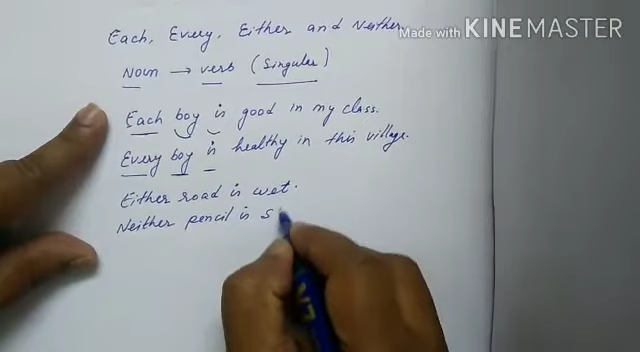 Each, Every, Either and Neither
Made with KINEMASTER
Noun → verb (Singular)
Each boy is good in my class.
Every boy is healthy in this village.
Either road is wet.
Neither pencil is s